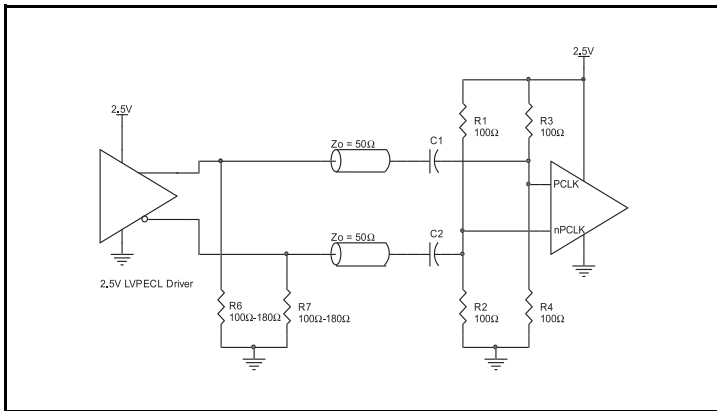 2.5V
2.5V
R1
100Ω
R3
100Ω
Zo = 50Ω
C1
PCLK
nPCLK
Zo = 50Ω
C2
2.5V LVPECL Driver
R6
100Ω-180Ω
R7
100Ω-180Ω
R2
100Ω
R4
100Ω